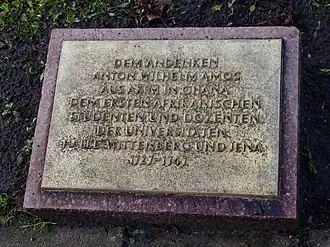 DEM ANDENKEN
ANTON WILHELM AMOS
AUS AXIM IN GHANA
DEM ERSTEN AFRIKANISCHEN
STUDENTEN UND DOZENTEN
DER UNIVERSITÄTEN
HALLE-WITTENBERG UND JENA
1727-1747